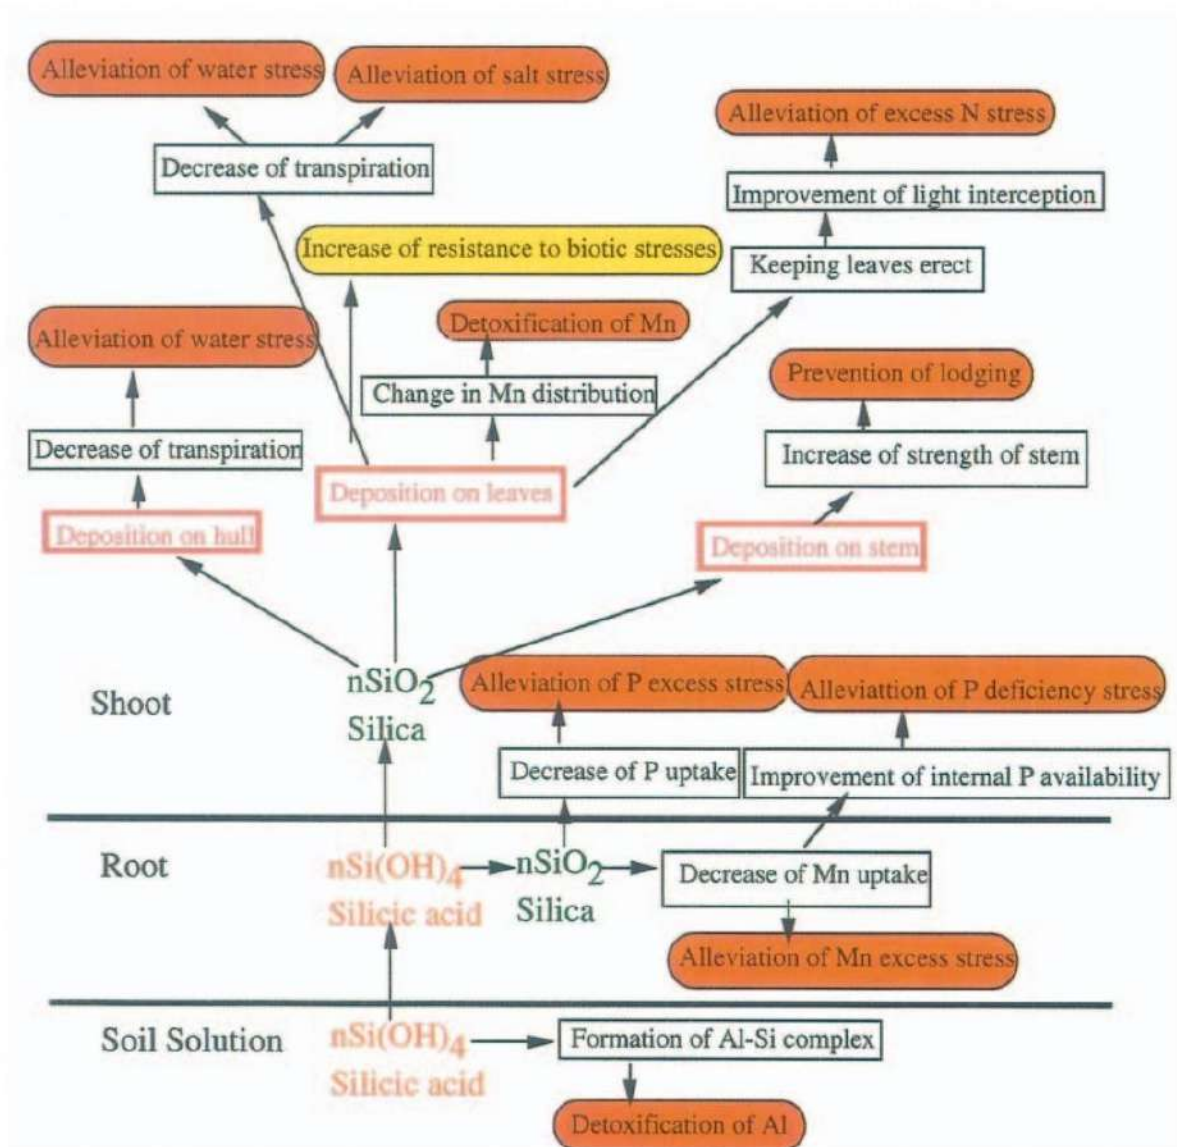 Alleviation of water stress
Alleviation of salt stress
Alleviation of excess N stress
Decrease of transpiration
Improvement of light interception
Increase of resistance to biotic stresses
Keeping leaves erect
Alleviation of water stress
Detoxification of Mn
Prevention of lodging
Change in Mn distribution
Decrease of transpiration
Increase of strength of stem
Deposition on leaves
Deposition on hull
Deposition on stem
Shoot
nSiO2
Silica
Alleviation of P excess stress
Alleviattion of P deficiency stress
Decrease of P uptake
Improvement of internal P availability
Root
nSi(OH)4
Silicic acid
nSiO2
Silica
Decrease of Mn uptake
Alleviation of Mn excess stress
Soil Solution
nSi(OH)4
Silicic acid
Formation of Al-Si complex
Detoxification of Al